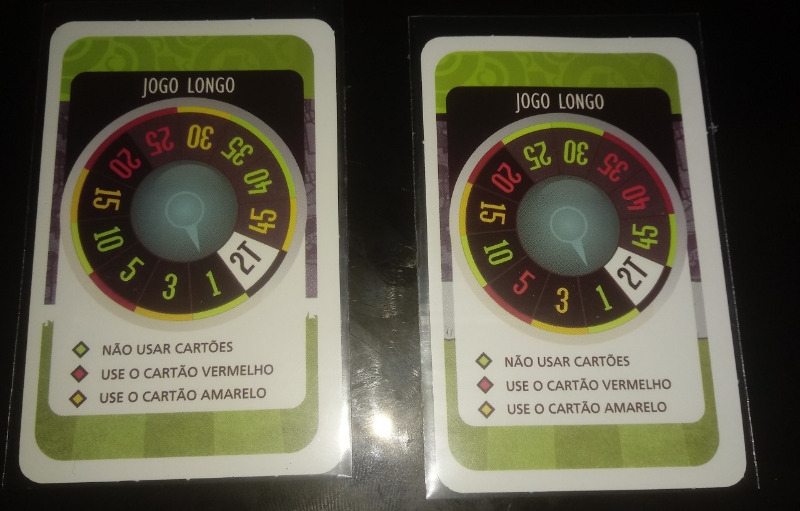 JOGO LONGO
1
3
5
10
15
20
25
30
35
40
45
2T
NÃO USAR CARTÕES
USE O CARTÃO VERMELHO
USE O CARTÃO AMARELO
JOGO LONGO
1
3
5
10
15
20
25
30
35
40
45
2T
NÃO USAR CARTÕES
USE O CARTÃO VERMELHO
USE O CARTÃO AMARELO